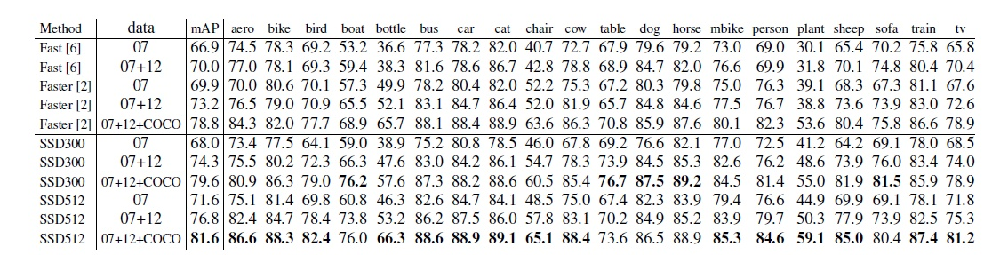 Method data mAP aero bike bird boat bottle bus car cat chair cow table dog horse mbike person plant sheep sofa train tv
Fast [6] 07 66.9 74.5 78.3 69.2 53.2 36.6 77.3 78.2 82.0 40.7 72.7 67.9 79.6 79.2 73.0 69.0 30.1 65.4 70.2 75.8 65.8
Fast [6] 07+12 70.0 77.0 78.1 69.3 59.4 38.3 81.6 78.6 86.7 42.8 78.8 68.9 84.7 82.0 76.6 69.9 31.8 70.1 74.8 80.4 70.4
Faster [2] 07 69.9 70.0 80.6 70.1 57.3 49.9 78.2 80.4 82.0 52.2 75.3 67.2 80.3 79.8 75.0 76.3 39.1 68.3 67.3 81.1 67.6
Faster [2] 07+12 73.2 76.5 79.0 70.9 65.5 52.1 83.1 84.7 86.4 52.0 81.9 65.7 84.8 84.6 77.5 76.7 38.8 73.6 73.9 83.0 72.6
Faster [2] 07+12+COCO 78.8 84.3 82.0 77.7 68.9 65.7 88.1 88.4 88.9 63.6 86.3 70.8 85.9 87.6 80.1 82.3 53.6 80.4 75.8 86.6 78.9
SSD300 07 68.0 73.4 77.5 64.1 59.0 38.9 75.2 80.8 78.5 46.0 67.8 69.2 76.6 82.1 77.0 72.5 41.2 64.2 69.1 78.0 68.5
SSD300 07+12 74.3 75.5 80.2 72.3 66.3 47.6 83.0 84.2 86.1 54.7 78.3 73.9 84.5 85.3 82.6 76.2 48.6 73.9 76.0 83.4 74.0
SSD300 07+12+COCO 79.6 80.9 86.3 79.0 76.2 57.6 87.3 88.2 88.6 60.5 85.4 76.7 87.5 89.2 84.5 81.4 55.0 81.9 81.5 85.9 78.9
SSD512 07 71.6 75.1 81.4 69.8 60.8 46.3 82.6 84.7 84.1 48.5 75.0 67.4 82.3 83.9 79.4 76.6 44.9 69.9 69.1 78.1 71.8
SSD512 07+12 76.8 82.4 84.7 78.4 73.8 53.2 86.2 87.5 86.0 57.8 83.1 70.2 84.9 85.2 83.9 79.7 50.3 77.9 73.9 82.5 75.3
SSD512 07+12+COCO 81.6 86.6 88.3 82.4 76.0 66.3 88.6 88.9 89.1 65.1 88.4 73.6 86.5 88.9 85.3 84.6 59.1 85.0 80.4 87.4 81.2